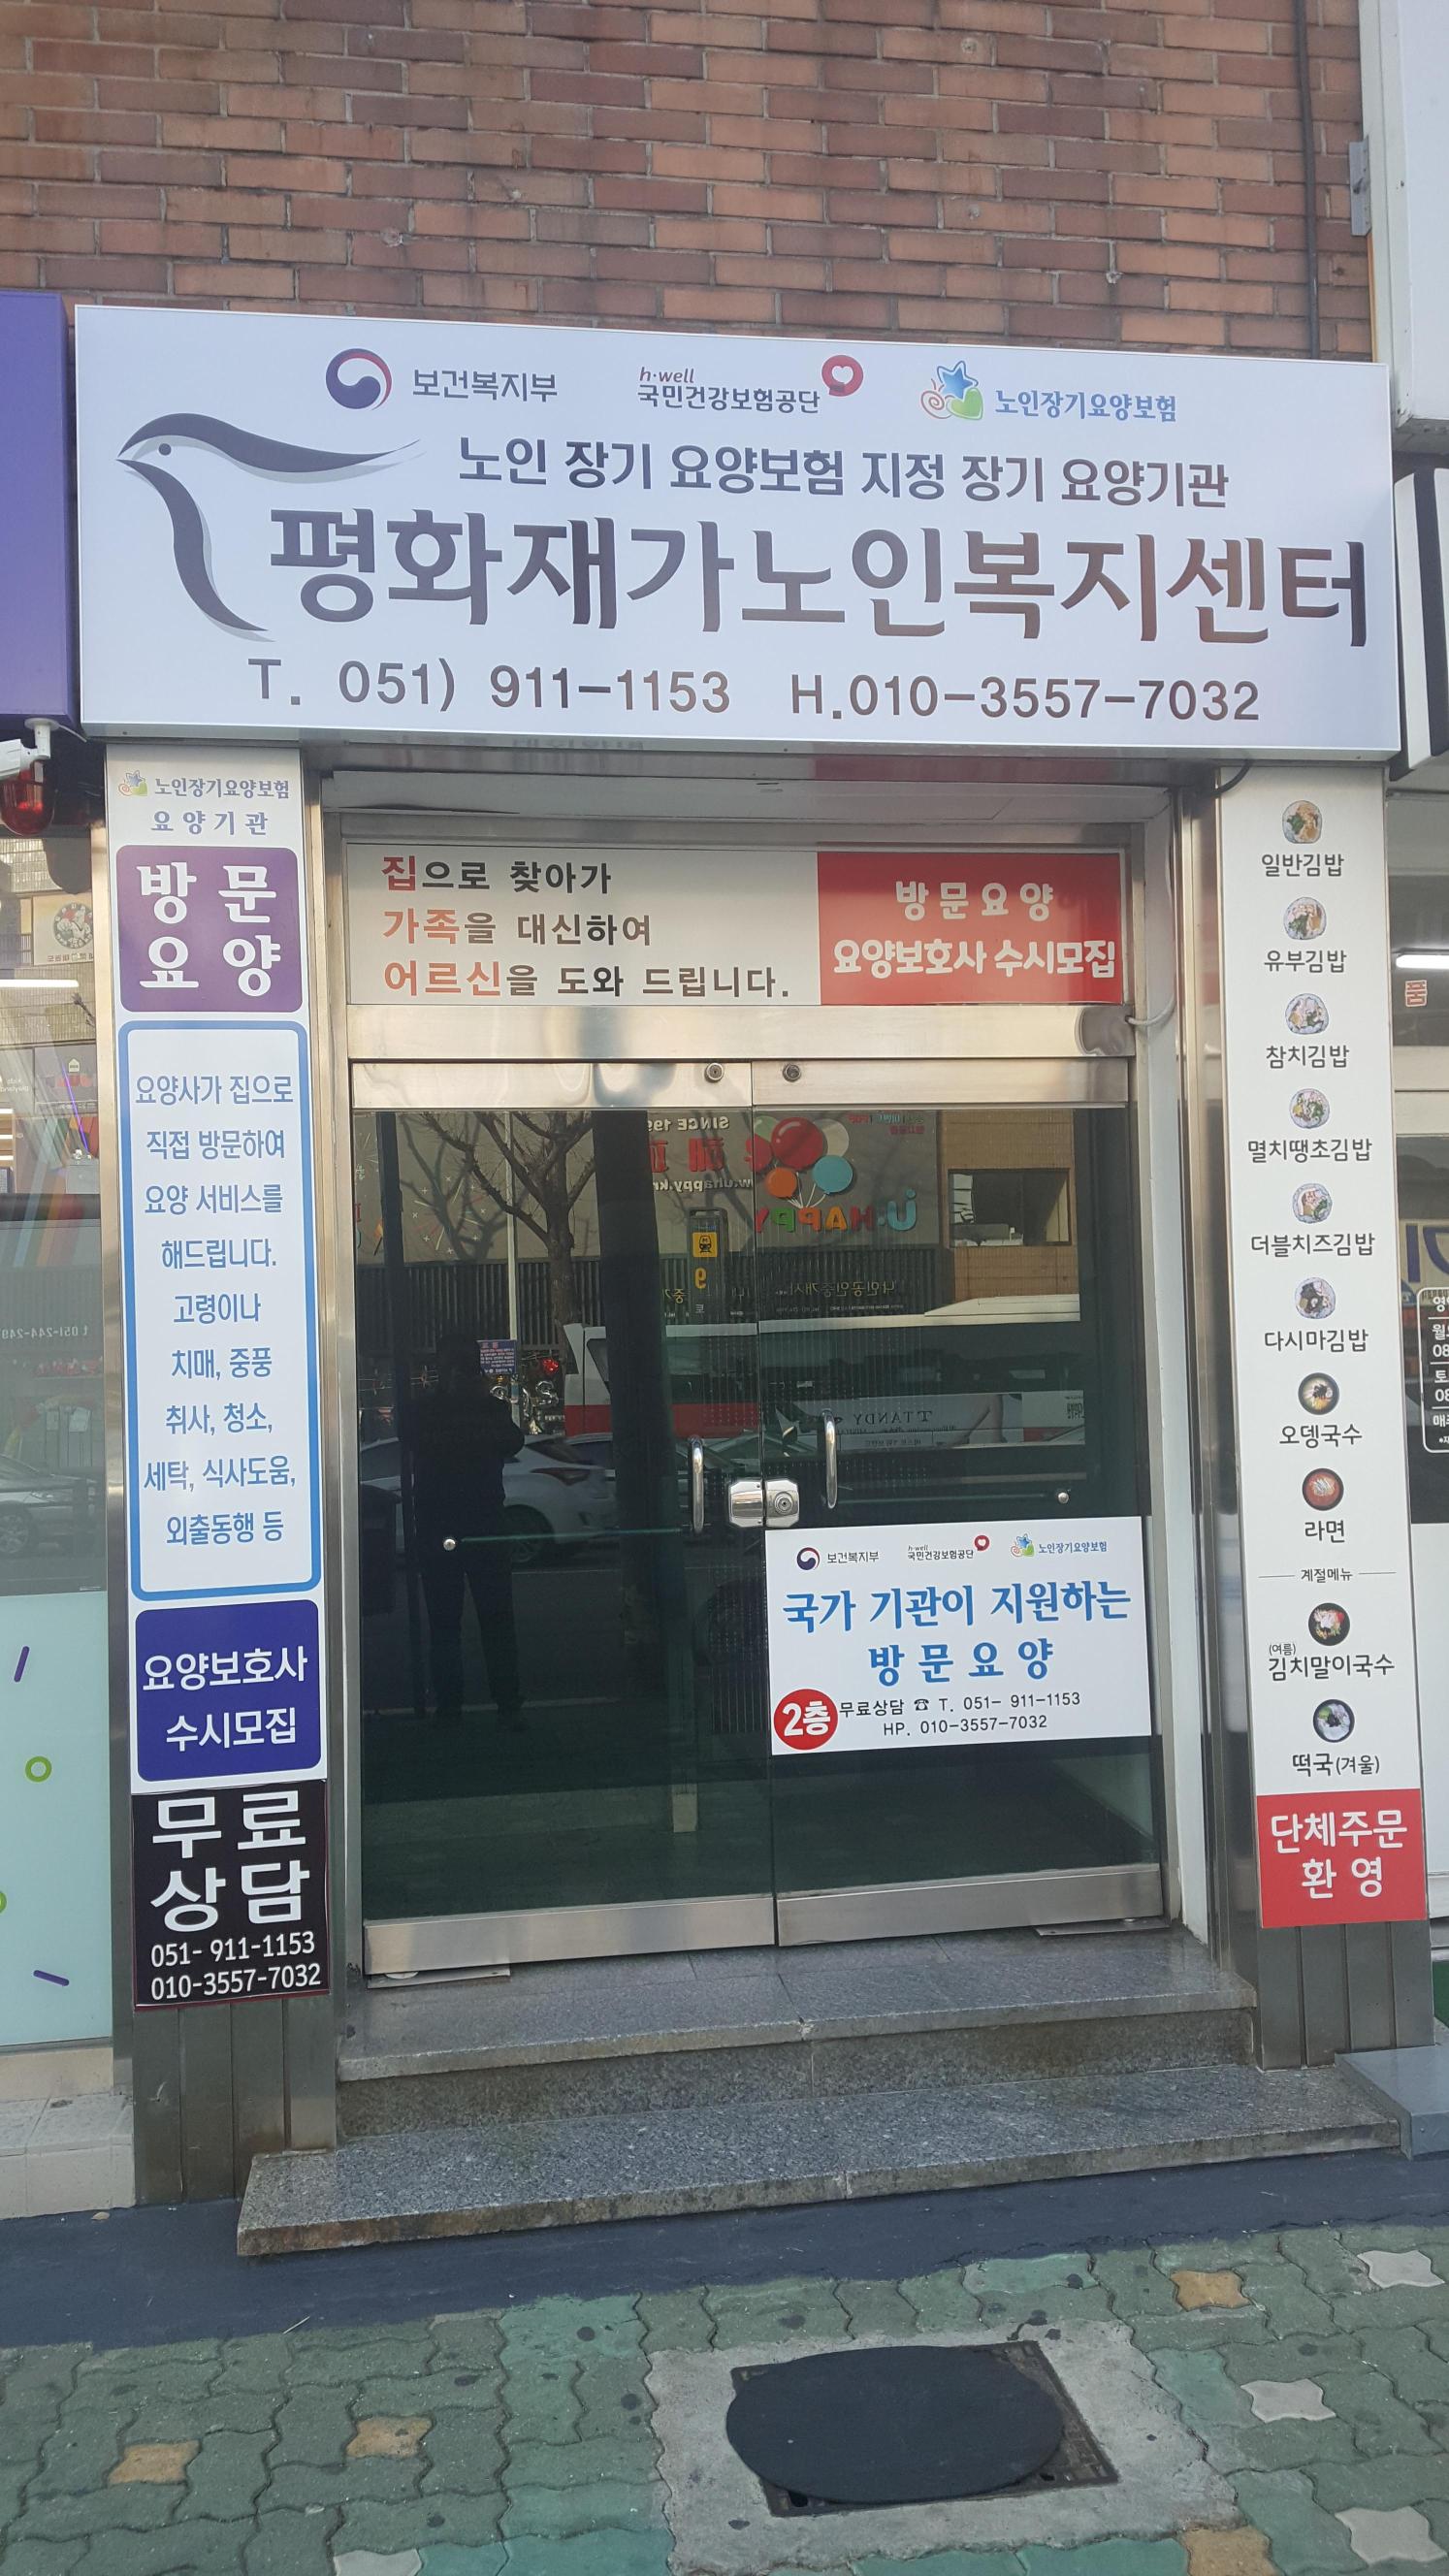 보건복지부
h·well
국민건강보험공단
노인장기요양보험
노인 장기 요양보험 지정 장기 요양기관
평화재가노인복지센터
T. 051) 911-1153 H.010-3557-7032
노인장기요양보험
요양기관
방문
요양
요양사가 집으로
직접 방문하여
요양 서비스를
해드립니다.
고령이나
치매, 중풍
취사, 청소,
세탁, 식사도움,
외출동행 등
요양보호사
수시모집
무료
상담
051- 911-1153
010-3557-7032
집으로 찾아가
가족을 대신하여
어르신을 도와 드립니다.
방문요양
요양보호사 수시모집
보건복지부
h·well
국민건강보험공단
노인장기요양보험
국가 기관이 지원하는
방문요양
2층
무료상담 ☎ T. 051- 911-1153
HP. 010-3557-7032
일반김밥
유부김밥
참치김밥
멸치땡초김밥
더블치즈김밥
다시마김밥
오뎅국수
라면
계절메뉴
(여름)
김치말이국수
떡국(겨울)
단체주문
환영